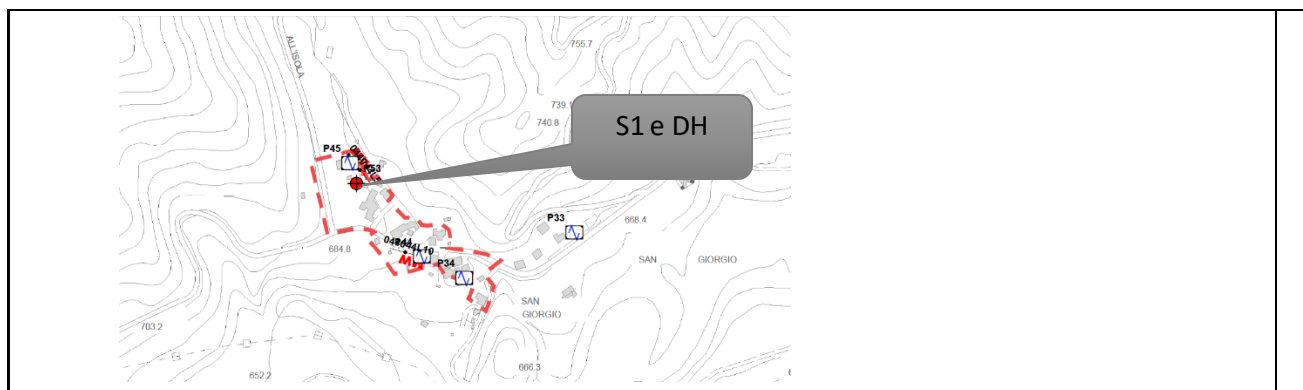 755.7
ALL'ISOLA
739.1
740.8
S1 e DH
P45
P53
P33
668.4
684.8
P34
SAN GIORGIO
SAN
GIORGIO
703.2
652.2
666.3